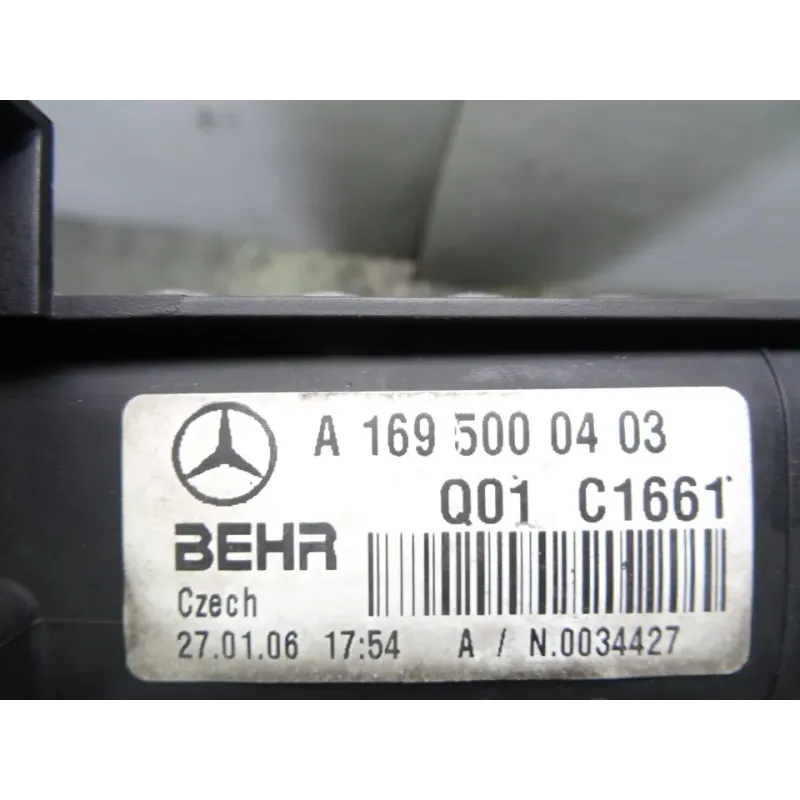 A 169 500 04 03
Q01 C1661
BEHR
Czech
27.01.06 17:54 A / N.0034427